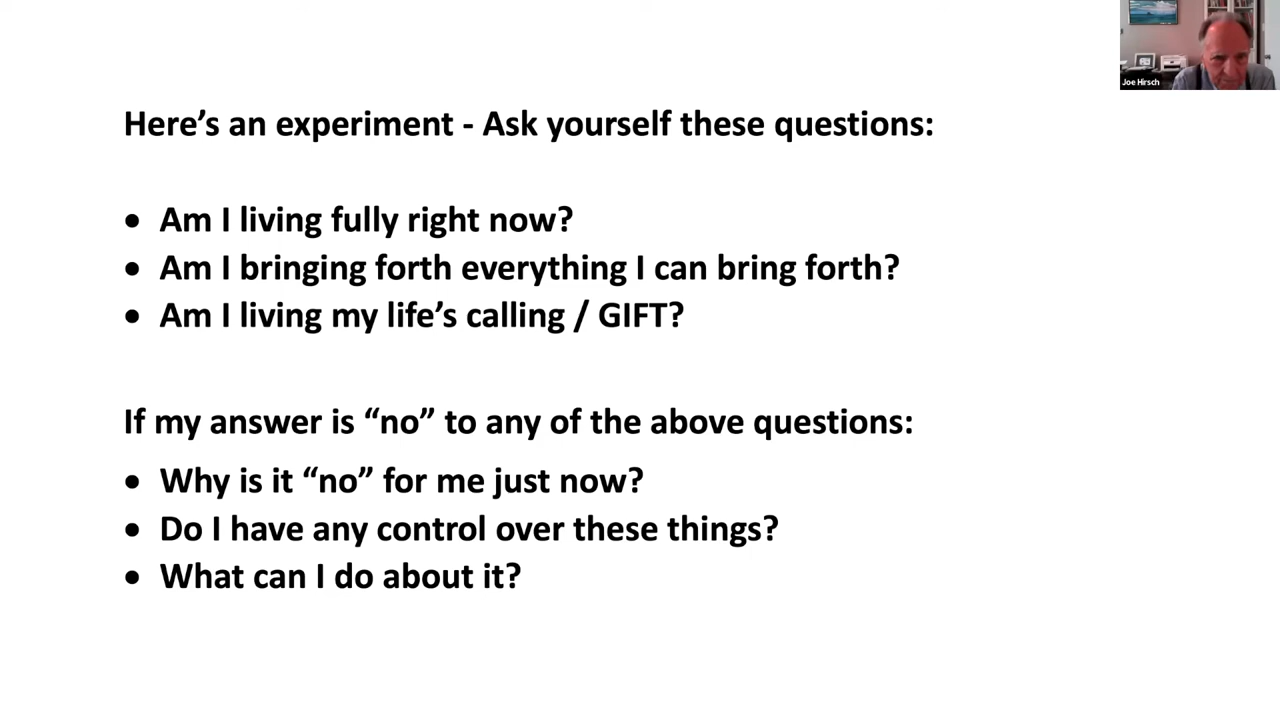 Joe Hirsch
Here’s an experiment - Ask yourself these questions:
• Am I living fully right now?
• Am I bringing forth everything I can bring forth?
• Am I living my life’s calling / GIFT?
If my answer is “no” to any of the above questions:
• Why is it “no” for me just now?
• Do I have any control over these things?
• What can I do about it?